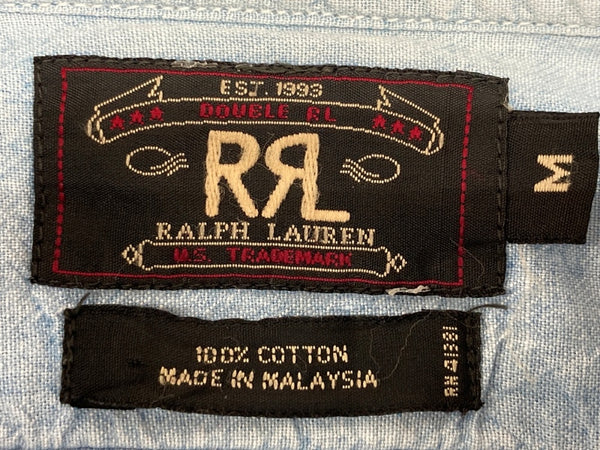 EST. 1993
DOUBLE RL
RRL
RALPH LAUREN
U.S. TRADEMARK
M
100% COTTON
MADE IN MALAYSIA